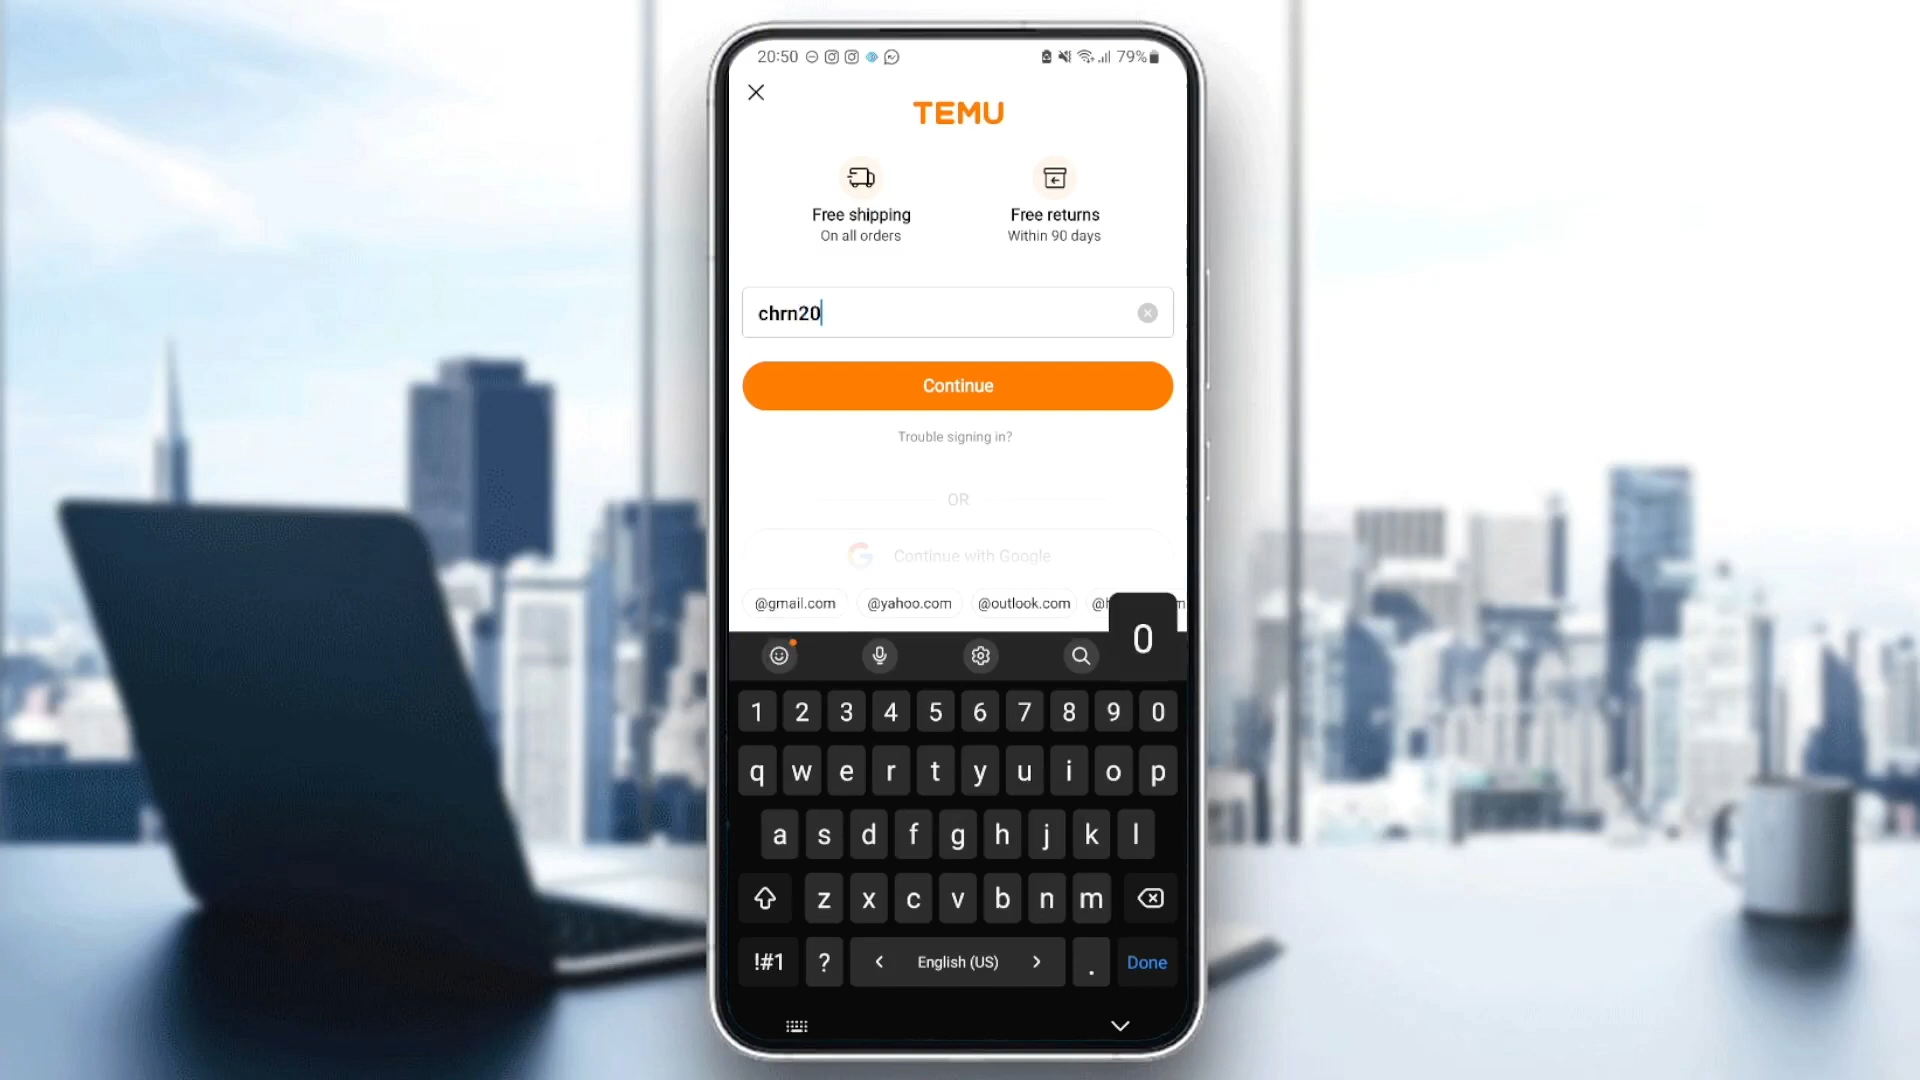 20:50 79%
TEMU
Free shipping Free returns
On all orders Within 90 days
chrn20
Continue
Trouble signing in?
OR
Continue with Google
@gmail.com @yahoo.com @outlook.com
0
1 2 3 4 5 6 7 8 9 0
q w e r t y u i o p
a s d f g h j k l
z x c v b n m
!#1 ? < English (US) > . Done